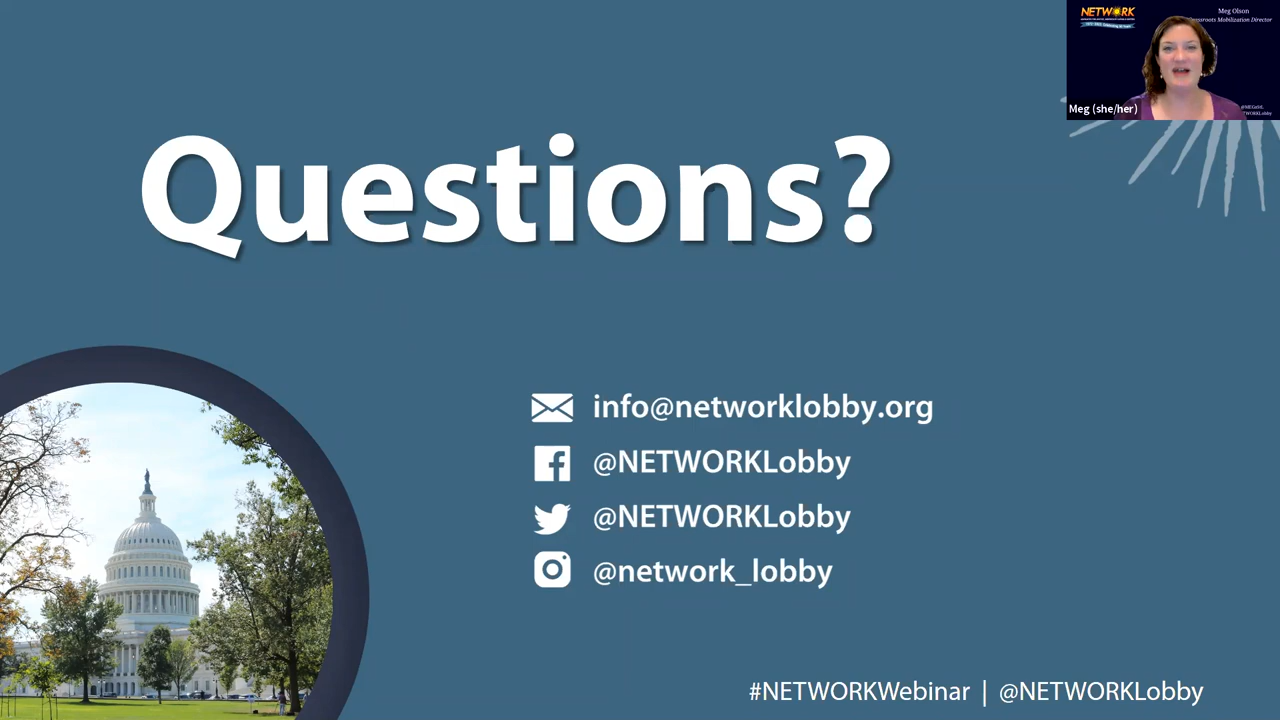 NETWORK
Meg Olson
Grassroots Mobilization Director
Meg (she/her)
Questions?
info@networklobby.org
@NETWORKLobby
@NETWORKLobby
@network_lobby
#NETWORKWebinar | @NETWORKLobby